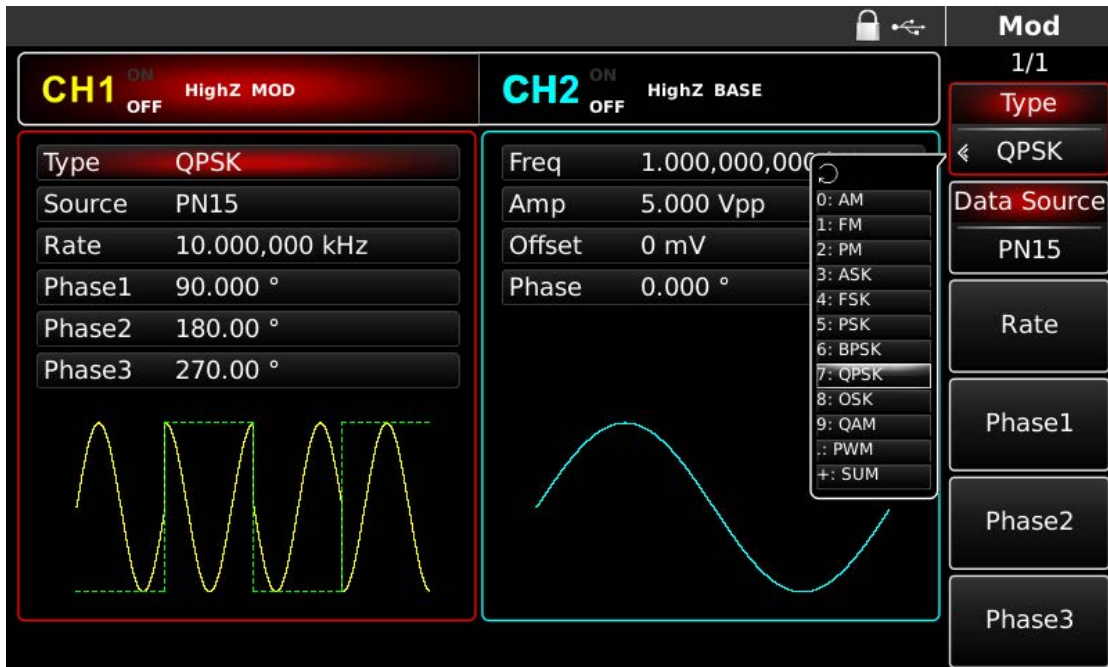 Mod
1/1
CH1 ON OFF HighZ MOD
CH2 ON OFF HighZ BASE
Type QPSK
Source PN15
Rate 10.000,000 kHz
Phase1 90.000 °
Phase2 180.00 °
Phase3 270.00 °
Freq 1.000,000,000
Amp 5.000 Vpp
Offset 0 mV
Phase 0.000 °
0: AM
1: FM
2: PM
3: ASK
4: FSK
5: PSK
6: BPSK
7: QPSK
8: OSK
9: QAM
.: PWM
+: SUM
Type
QPSK
Data Source
PN15
Rate
Phase1
Phase2
Phase3